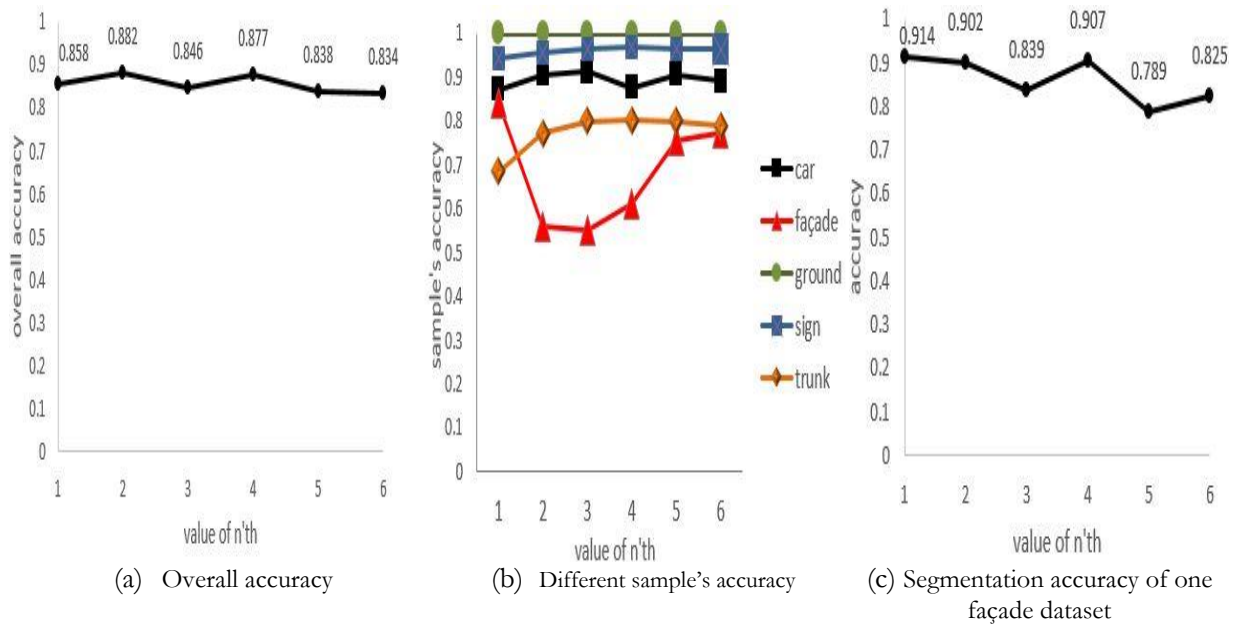 1
0.9
0.8
0.7
0.6
0.5
0.4
0.3
0.2
0.1
0
overall accuracy
0.858
0.882
0.846
0.877
0.838
0.834
1 2 3 4 5 6
value of n'th
(a) Overall accuracy
1
0.9
0.8
0.7
0.6
0.5
0.4
0.3
0.2
0.1
0
sample's accuracy
1 2 3 4 5 6
value of n'th
car
façade
ground
sign
trunk
(b) Different sample’s accuracy
1
0.9
0.8
0.7
0.6
0.5
0.4
0.3
0.2
0.1
0
accuracy
0.914
0.902
0.839
0.907
0.789
0.825
1 2 3 4 5 6
value of n'th
(c) Segmentation accuracy of one
façade dataset